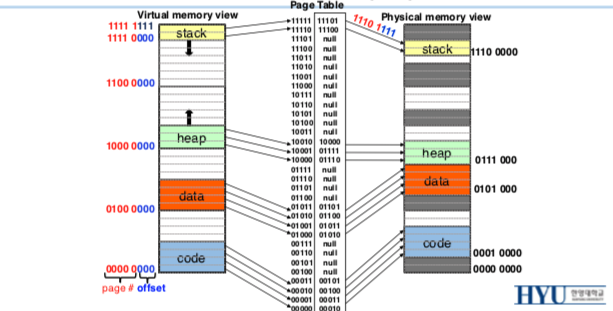 Page Table
Virtual memory view
Physical memory view
1111 1111
1111 0000
stack
1100 0000
heap
1000 0000
data
0100 0000
code
0000 0000
page # offset
11111 11101
11110 11100
11101 null
11100 null
11011 null
11010 null
11001 null
11000 null
10111 null
10110 null
10101 null
10100 null
10011 null
10010 10000
10001 01111
10000 01110
01111 null
01110 null
01101 null
01100 null
01011 01101
01010 01100
01001 01011
01000 01010
00111 null
00110 null
00101 null
00100 null
00011 00101
00010 00100
00001 00011
00000 00010
1110 1111
stack
1110 0000
heap
0111 000
data
0101 000
code
0001 0000
0000 0000
HYU 한양대학교